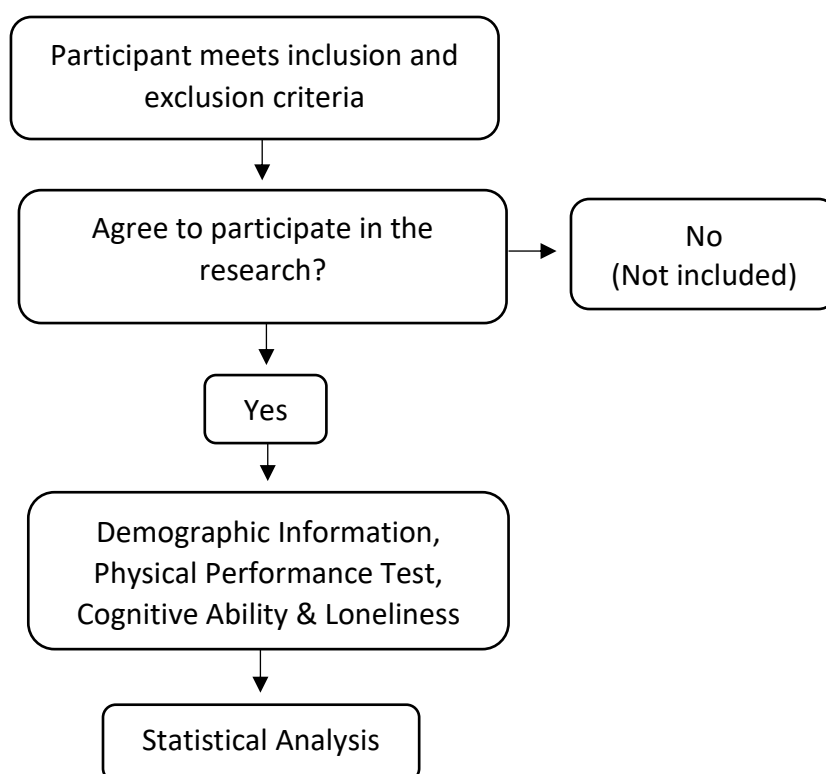 Participant meets inclusion and
exclusion criteria
Agree to participate in the
research?
No
(Not included)
Yes
Demographic Information,
Physical Performance Test,
Cognitive Ability & Loneliness
Statistical Analysis